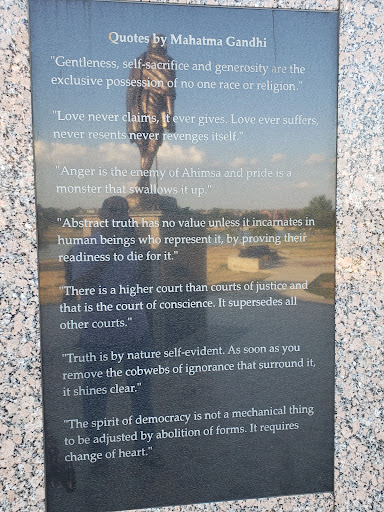 Quotes by Mahatma Gandhi
"Gentleness, self-sacrifice and generosity are the
exclusive possession of no one race or religion."
"Love never claims, it ever gives. Love ever suffers,
never resents never revenges itself."
"Anger is the enemy of Ahimsa and pride is a
monster that swallows it up."
"Abstract truth has no value unless it incarnates in
human beings who represent it, by proving their
readiness to die for it."
"There is a higher court than courts of justice and
that is the court of conscience. It supersedes all
other courts."
"Truth is by nature self-evident. As soon as you
remove the cobwebs of ignorance that surround it,
it shines clear."
"The spirit of democracy is not a mechanical thing
to be adjusted by abolition of forms. It requires
change of heart."